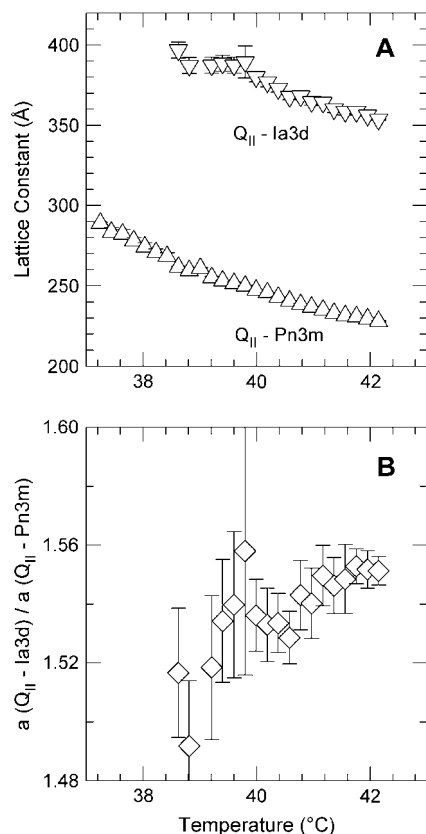 400
A
350
Q_II - Ia3d
300
250
Q_II - Pn3m
200
38
40
42
Lattice Constant (Å)
1.60
B
1.56
1.52
1.48
38
40
42
a (Q_II - Ia3d) / a (Q_II - Pn3m)
Temperature (°C)